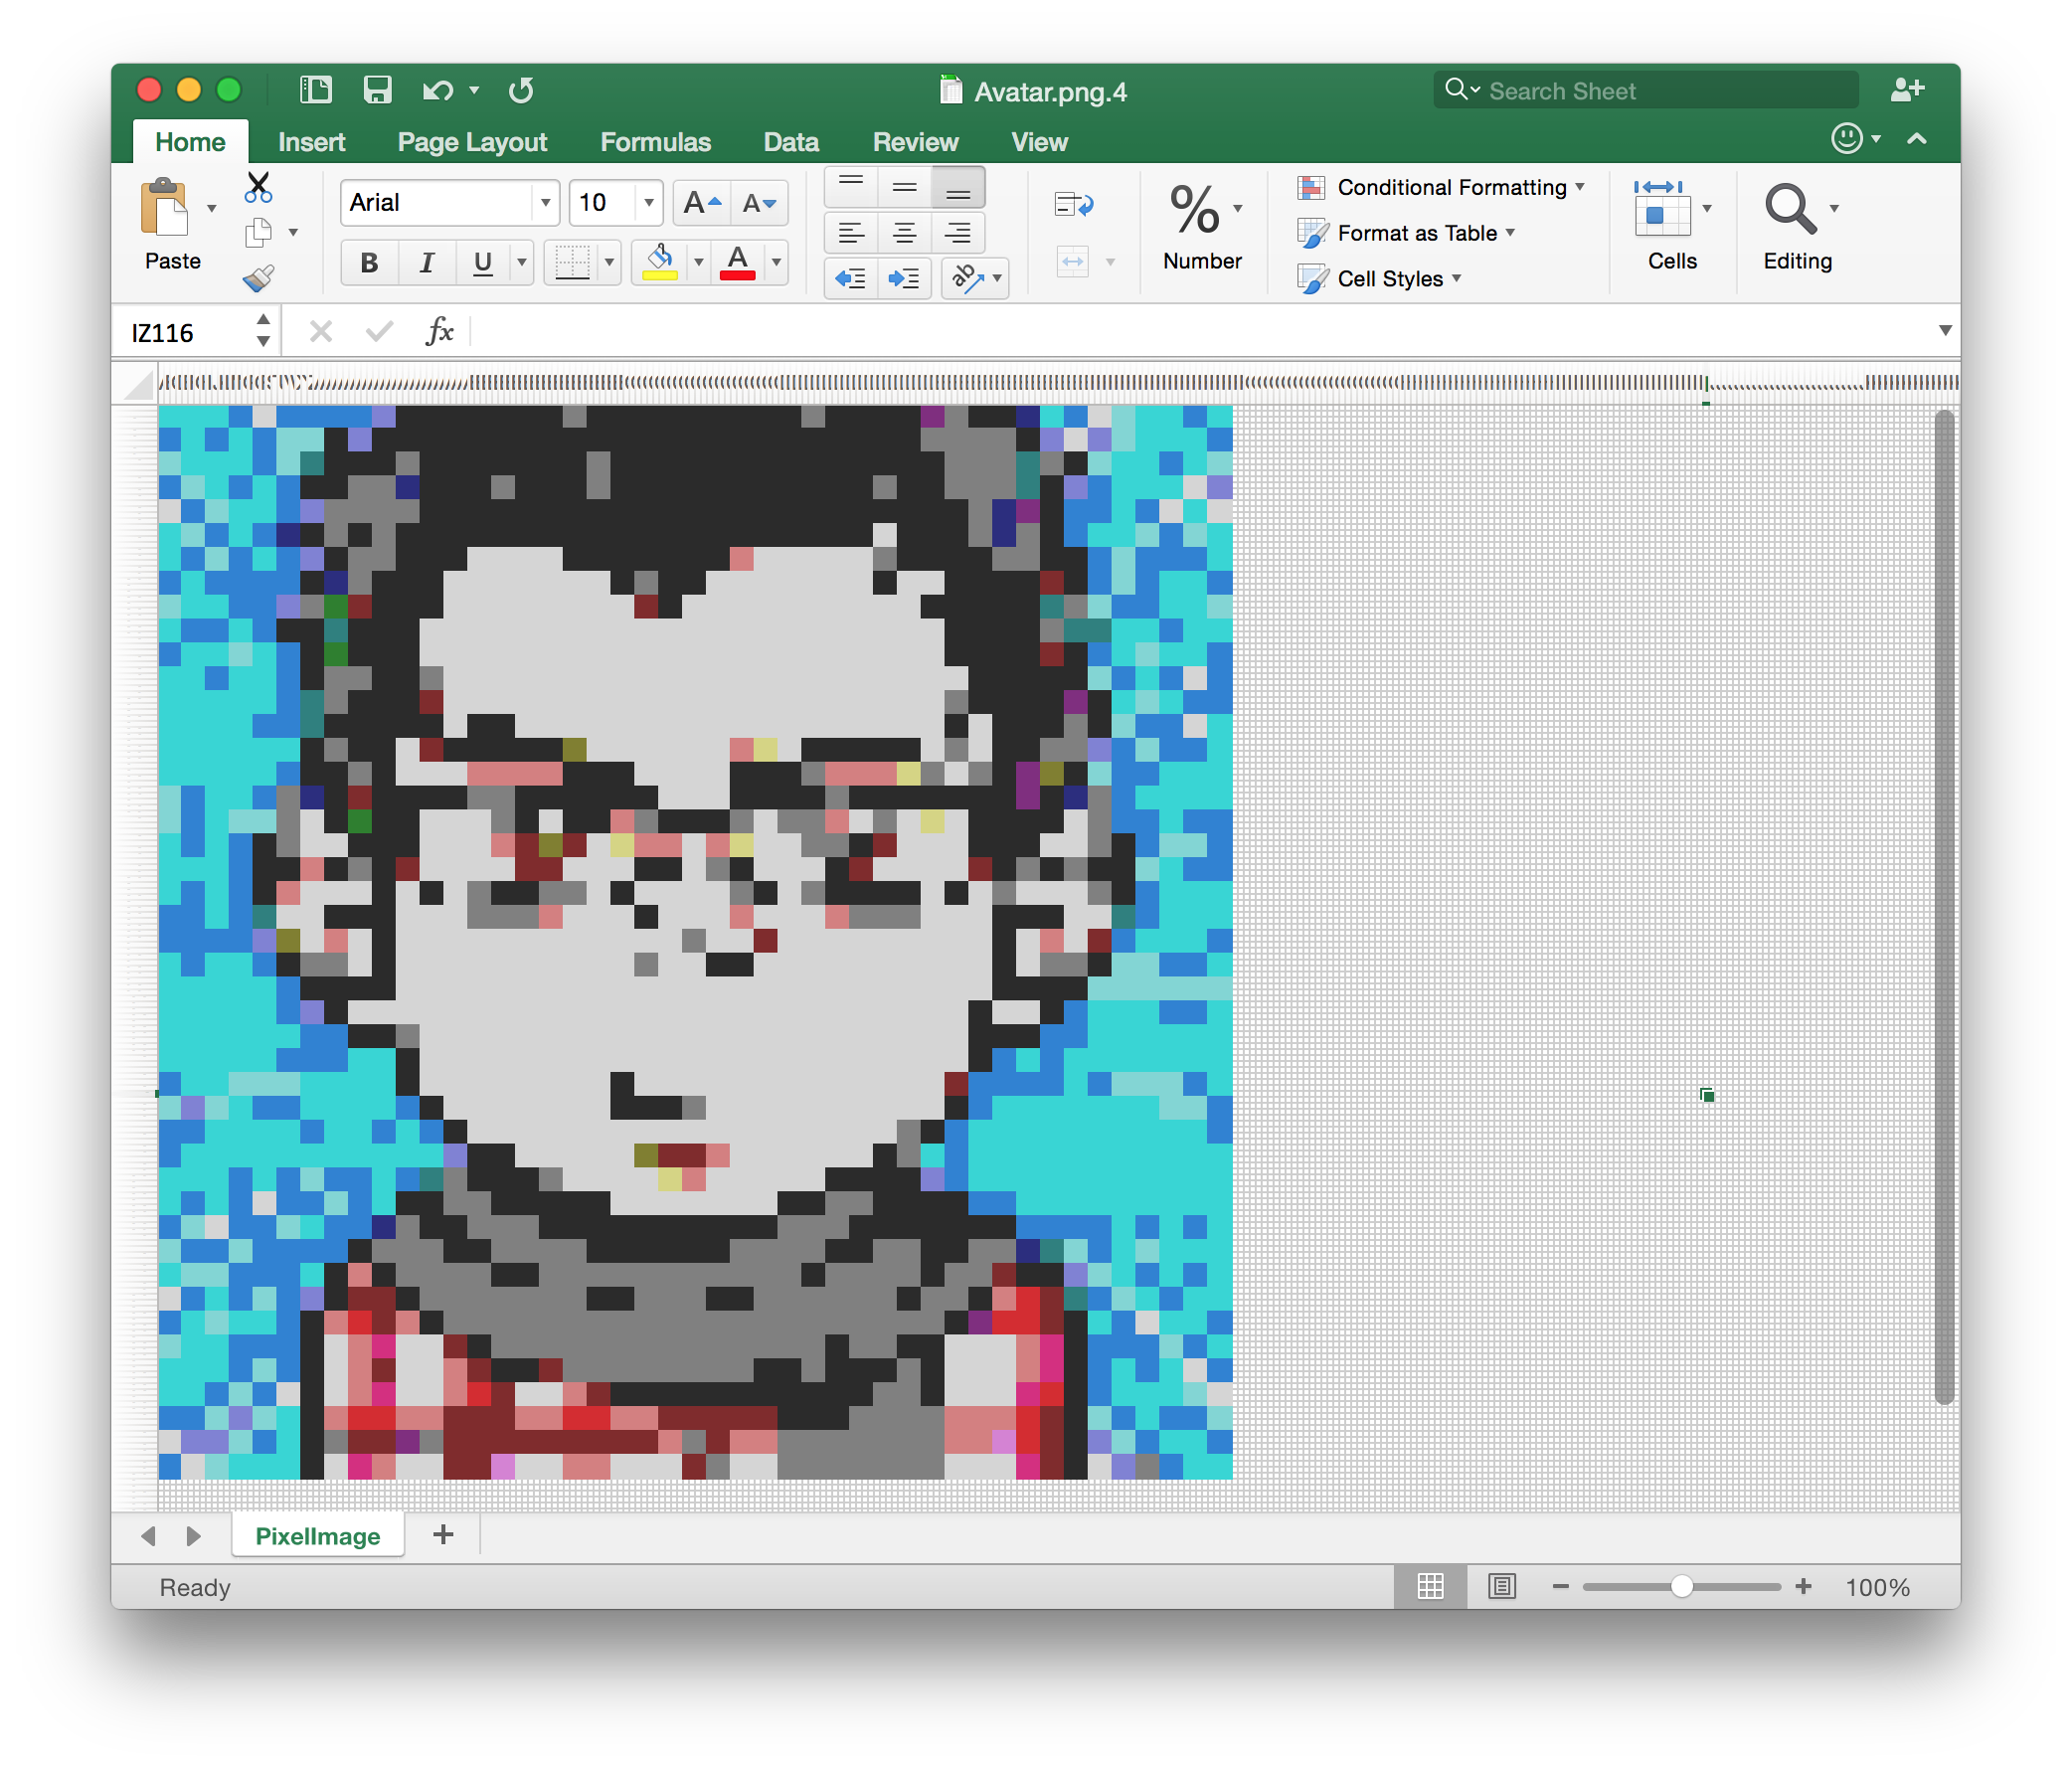 Avatar.png.4
Search Sheet
Home Insert Page Layout Formulas Data Review View
Paste
Arial 10 A A
B I U A
ab
% Number
Conditional Formatting
Format as Table
Cell Styles
Cells
Editing
IZ116 fx
PixelImage +
Ready 100%